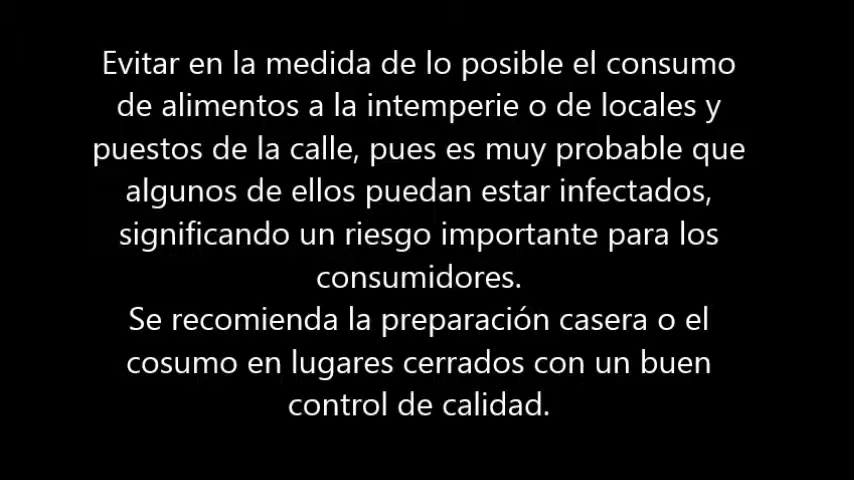 Evitar en la medida de lo posible el consumo
de alimentos a la intemperie o de locales y
puestos de la calle, pues es muy probable que
algunos de ellos puedan estar infectados,
significando un riesgo importante para los
consumidores.
Se recomienda la preparación casera o el
cosumo en lugares cerrados con un buen
control de calidad.